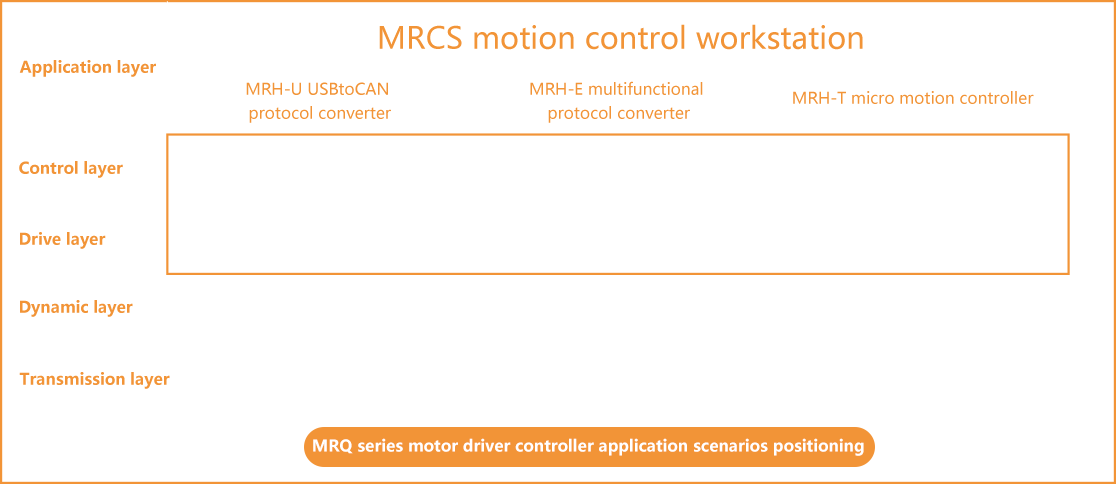 MRCS motion control workstation
Application layer
MRH-U USBtoCAN
protocol converter
MRH-E multifunctional
protocol converter
MRH-T micro motion controller
Control layer
Drive layer
Dynamic layer
Transmission layer
MRQ series motor driver controller application scenarios positioning